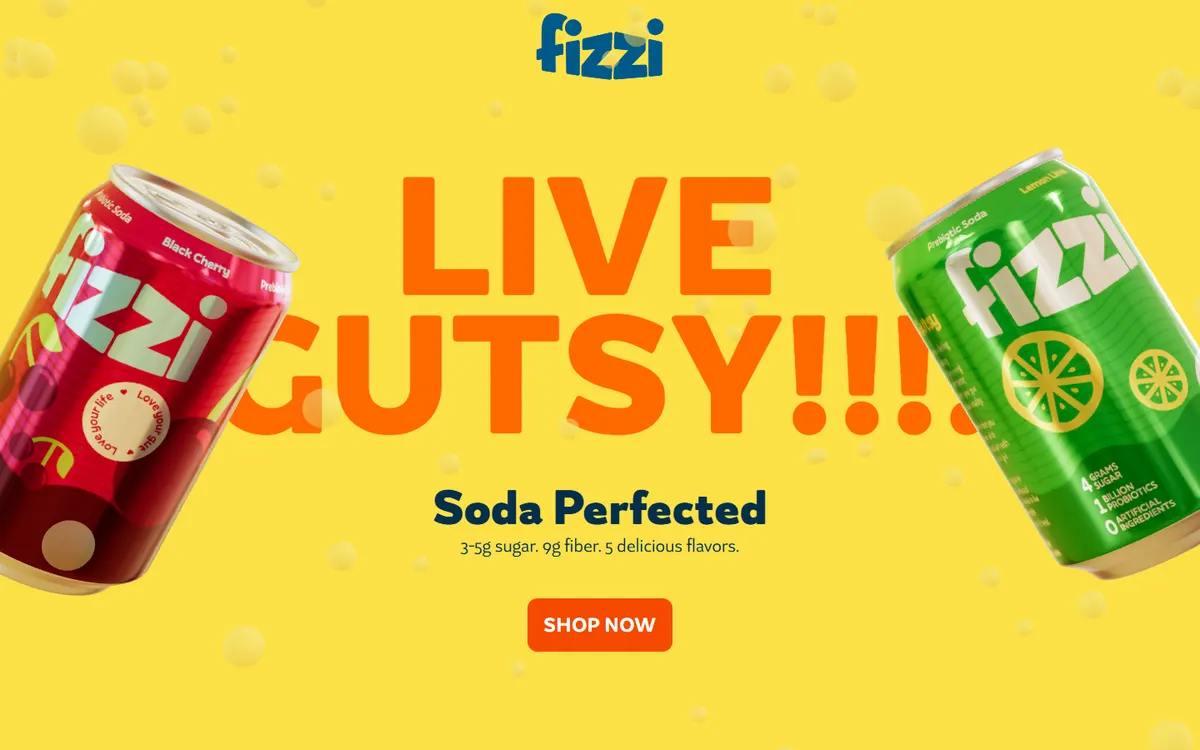 fizzi
LIVE
GUTSY!!!!
Soda Perfected
3-5g sugar. 9g fiber. 5 delicious flavors.
SHOP NOW
Soda
Black Cherry
fizzi
Love your life ♥ Love your gut ♥
Prebiotic Soda
Lemon Lime
fizzi
4 GRAMS
SUGAR
1 BILLION
PROBIOTICS
0 ARTIFICIAL
INGREDIENTS